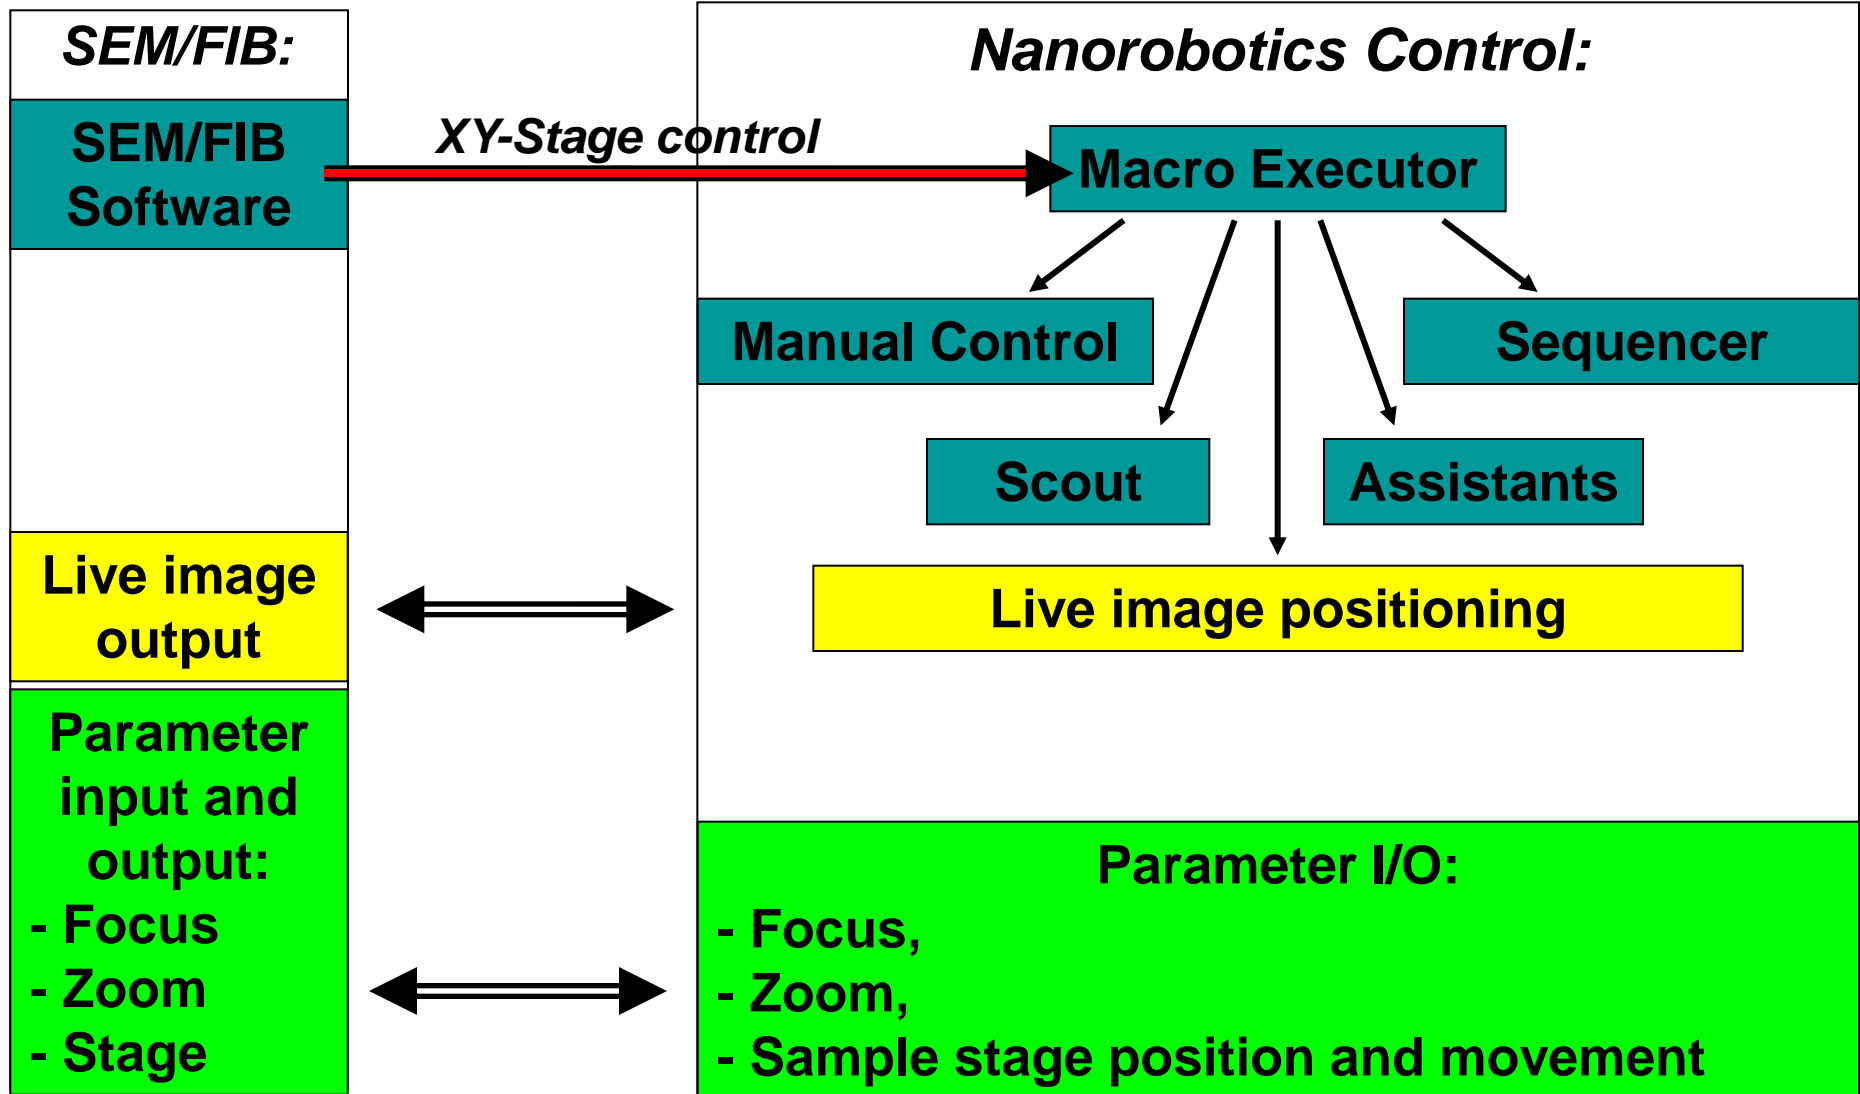 SEM/FIB:
SEM/FIB
Software
Live image
output
Parameter
input and
output:
- Focus
- Zoom
- Stage
XY-Stage control
Nanorobotics Control:
Macro Executor
Manual Control
Sequencer
Scout
Assistants
Live image positioning
Parameter I/O:
- Focus,
- Zoom,
- Sample stage position and movement